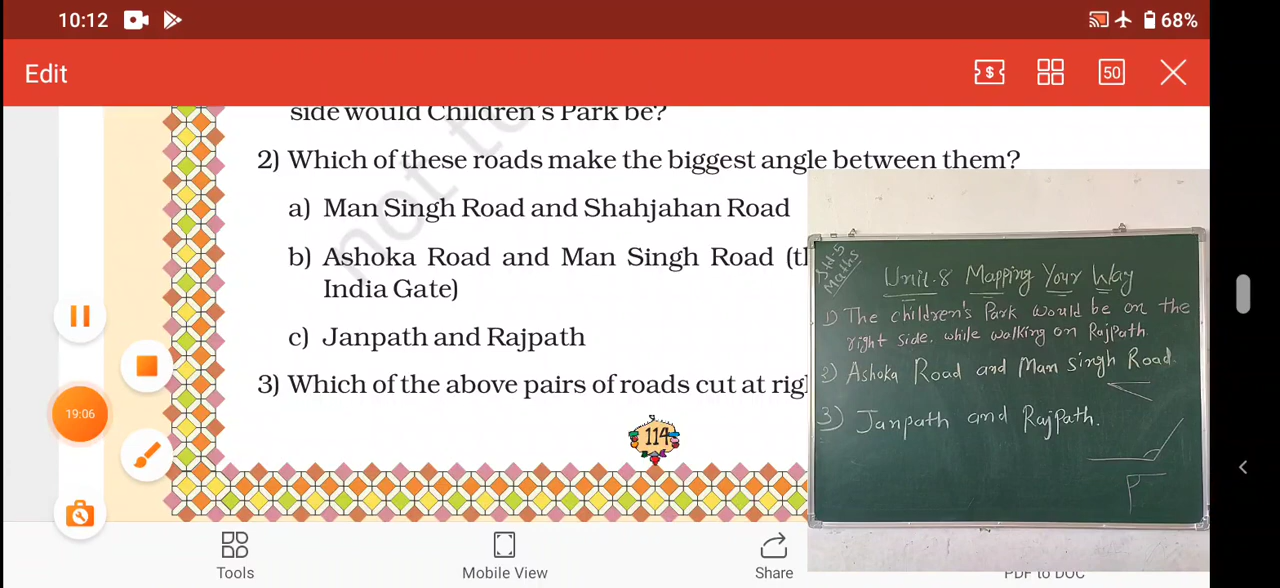 10:12
68%
Edit
$
50
side would Children's Park be?
2) Which of these roads make the biggest angle between them?
a) Man Singh Road and Shahjahan Road
b) Ashoka Road and Man Singh Road (th
India Gate)
c) Janpath and Rajpath
3) Which of the above pairs of roads cut at righ
114
not to
19:06
Tools
Mobile View
Share
PDF to DOC
Std-5
Maths
Unit-8 Mapping Your Way
1) The children's Park would be on the
right side. while walking on RajPath.
2) Ashoka Road and Man singh Road.
3) Janpath and RajPath.